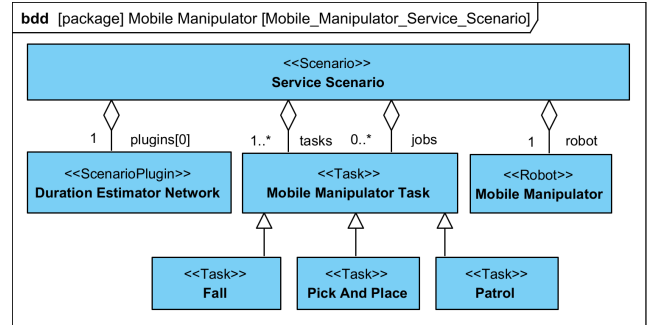 bdd [package] Mobile Manipulator [Mobile_Manipulator_Service_Scenario]
<<Scenario>>
Service Scenario
1 plugins[0] 1..* tasks 0..* jobs 1 robot
<<ScenarioPlugin>>
Duration Estimator Network
<<Task>>
Mobile Manipulator Task
<<Robot>>
Mobile Manipulator
<<Task>>
Fall
<<Task>>
Pick And Place
<<Task>>
Patrol